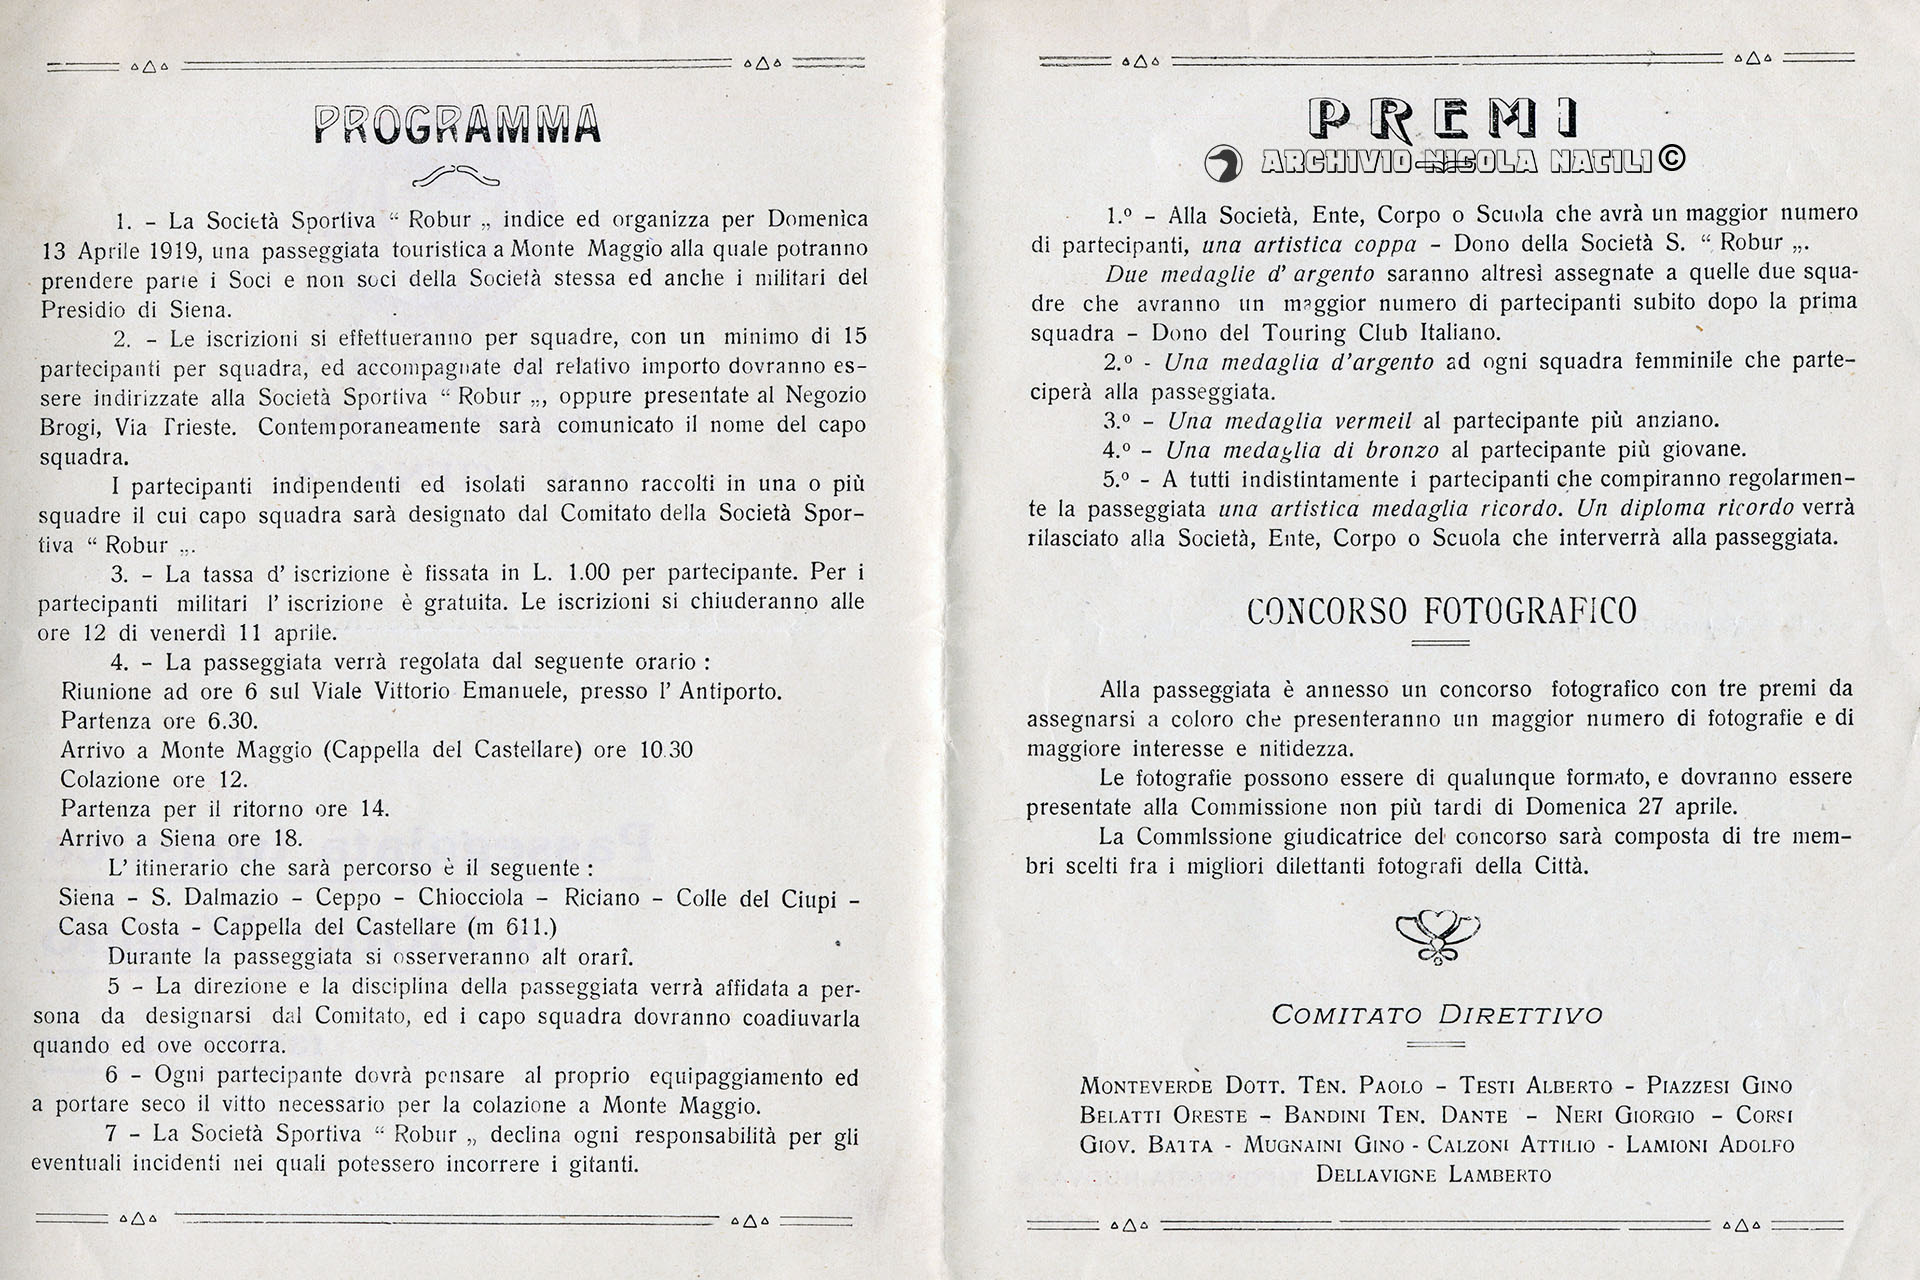 PROGRAMMA
1. - La Società Sportiva “ Robur „ indice ed organizza per Domenica
13 Aprile 1919, una passeggiata touristica a Monte Maggio alla quale potranno
prendere parte i Soci e non soci della Società stessa ed anche i militari del
Presidio di Siena.
2. - Le iscrizioni si effettueranno per squadre, con un minimo di 15
partecipanti per squadra, ed accompagnate dal relativo importo dovranno es-
sere indirizzate alla Società Sportiva “ Robur „, oppure presentate al Negozio
Brogi, Via Trieste. Contemporaneamente sarà comunicato il nome del capo
squadra.
I partecipanti indipendenti ed isolati saranno raccolti in una o più
squadre il cui capo squadra sarà designato dal Comitato della Società Spor-
tiva “ Robur „.
3. - La tassa d' iscrizione è fissata in L. 1.00 per partecipante. Per i
partecipanti militari l' iscrizione è gratuita. Le iscrizioni si chiuderanno alle
ore 12 di venerdì 11 aprile.
4. - La passeggiata verrà regolata dal seguente orario :
Riunione ad ore 6 sul Viale Vittorio Emanuele, presso l' Antiporto.
Partenza ore 6.30.
Arrivo a Monte Maggio (Cappella del Castellare) ore 10.30
Colazione ore 12.
Partenza per il ritorno ore 14.
Arrivo a Siena ore 18.
L' itinerario che sarà percorso è il seguente :
Siena - S. Dalmazio - Ceppo - Chiocciola - Riciano - Colle del Ciupi -
Casa Costa - Cappella del Castellare (m 611.)
Durante la passeggiata si osserveranno alt orarî.
5 - La direzione e la disciplina della passeggiata verrà affidata a per-
sona da designarsi dal Comitato, ed i capo squadra dovranno coadiuvarla
quando ed ove occorra.
6 - Ogni partecipante dovrà pensare al proprio equipaggiamento ed
a portare seco il vitto necessario per la colazione a Monte Maggio.
7 - La Società Sportiva “ Robur „ declina ogni responsabilità per gli
eventuali incidenti nei quali potessero incorrere i gitanti.
PREMI
ARCHIVIO NICOLA NATILI ©
1.º - Alla Società, Ente, Corpo o Scuola che avrà un maggior numero
di partecipanti, una artistica coppa - Dono della Società S. “ Robur „.
Due medaglie d' argento saranno altresì assegnate a quelle due squa-
dre che avranno un maggior numero di partecipanti subito dopo la prima
squadra - Dono del Touring Club Italiano.
2.º - Una medaglia d'argento ad ogni squadra femminile che parte-
ciperà alla passeggiata.
3.º - Una medaglia vermeil al partecipante più anziano.
4.º - Una medaglia di bronzo al partecipante più giovane.
5.º - A tutti indistintamente i partecipanti che compiranno regolarmen-
te la passeggiata una artistica medaglia ricordo. Un diploma ricordo verrà
rilasciato alla Società, Ente, Corpo o Scuola che interverrà alla passeggiata.
CONCORSO FOTOGRAFICO
Alla passeggiata è annesso un concorso fotografico con tre premi da
assegnarsi a coloro che presenteranno un maggior numero di fotografie e di
maggiore interesse e nitidezza.
Le fotografie possono essere di qualunque formato, e dovranno essere
presentate alla Commissione non più tardi di Domenica 27 aprile.
La CommIssione giudicatrice del concorso sarà composta di tre mem-
bri scelti fra i migliori dilettanti fotografi della Città.
COMITATO DIRETTIVO
MONTEVERDE DOTT. TEN. PAOLO - TESTI ALBERTO - PIAZZESI GINO
BELATTI ORESTE - BANDINI TEN. DANTE - NERI GIORGIO - CORSI
GIOV. BATTA - MUGNAINI GINO - CALZONI ATTILIO - LAMIONI ADOLFO
DELLAVIGNE LAMBERTO